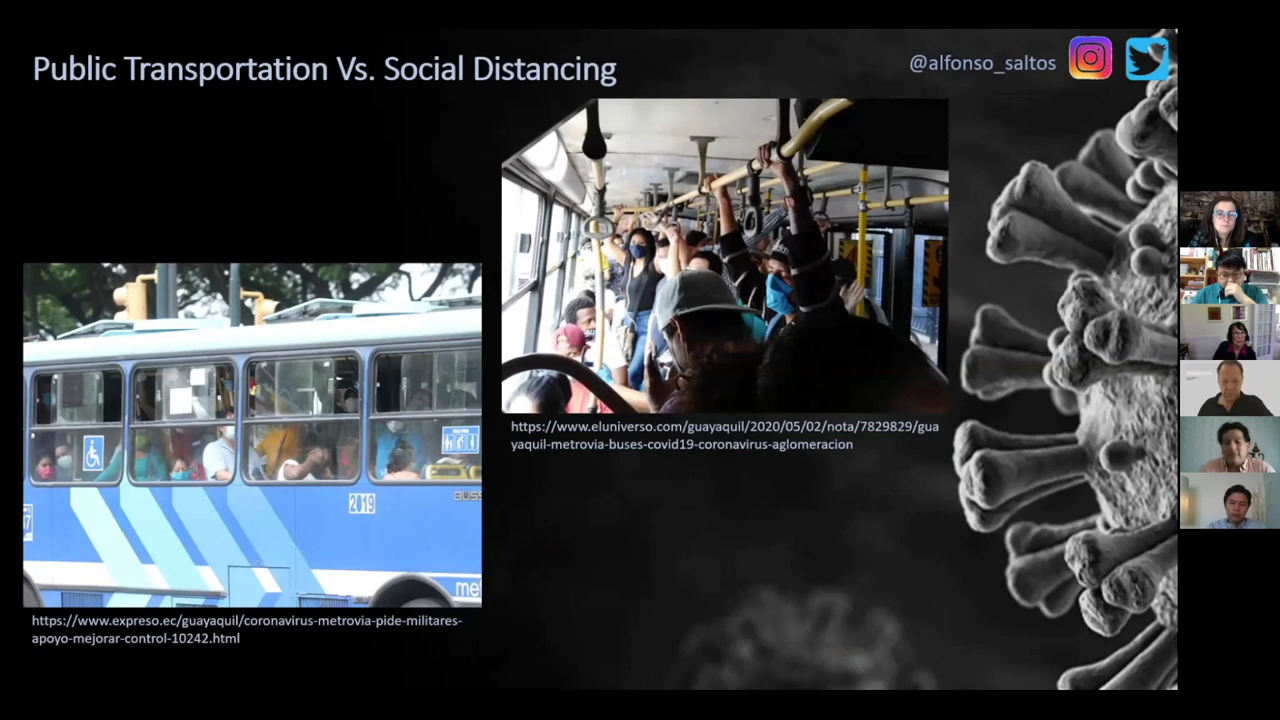 Public Transportation Vs. Social Distancing
@alfonso_saltos
https://www.eluniverso.com/guayaquil/2020/05/02/nota/7829829/gua
yaquil-metrovia-buses-covid19-coronavirus-aglomeracion
2019
met
https://www.expreso.ec/guayaquil/coronavirus-metrovia-pide-militares-
apoyo-mejorar-control-10242.html